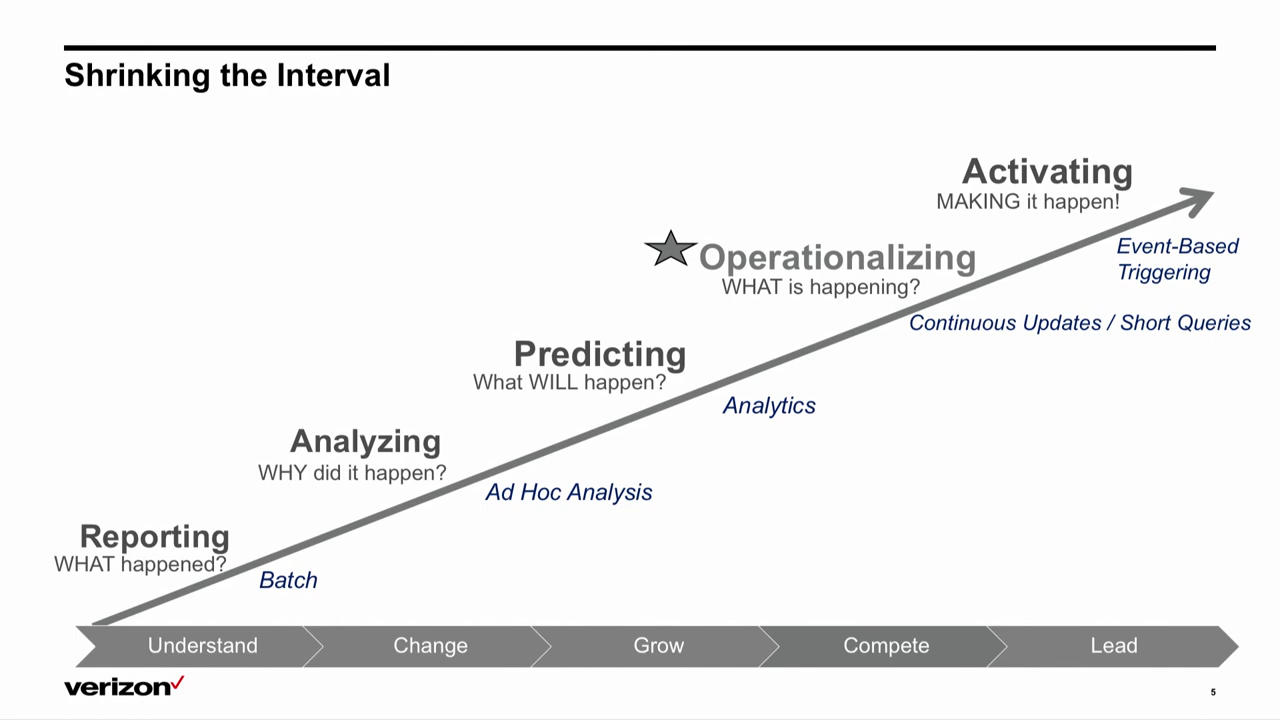 Shrinking the Interval
Activating
MAKING it happen!
Event-Based
Triggering
Operationalizing
WHAT is happening?
Continuous Updates / Short Queries
Predicting
What WILL happen?
Analytics
Analyzing
WHY did it happen?
Ad Hoc Analysis
Reporting
WHAT happened?
Batch
Understand
Change
Grow
Compete
Lead
verizon
5